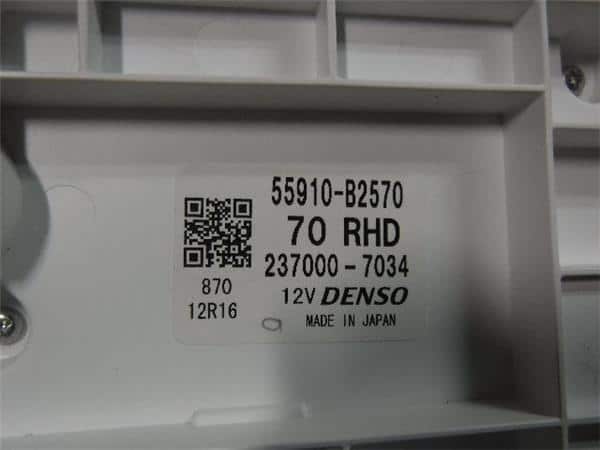 55910-B2570
70 RHD
237000-7034
870
12V DENSO
12R16
MADE IN JAPAN